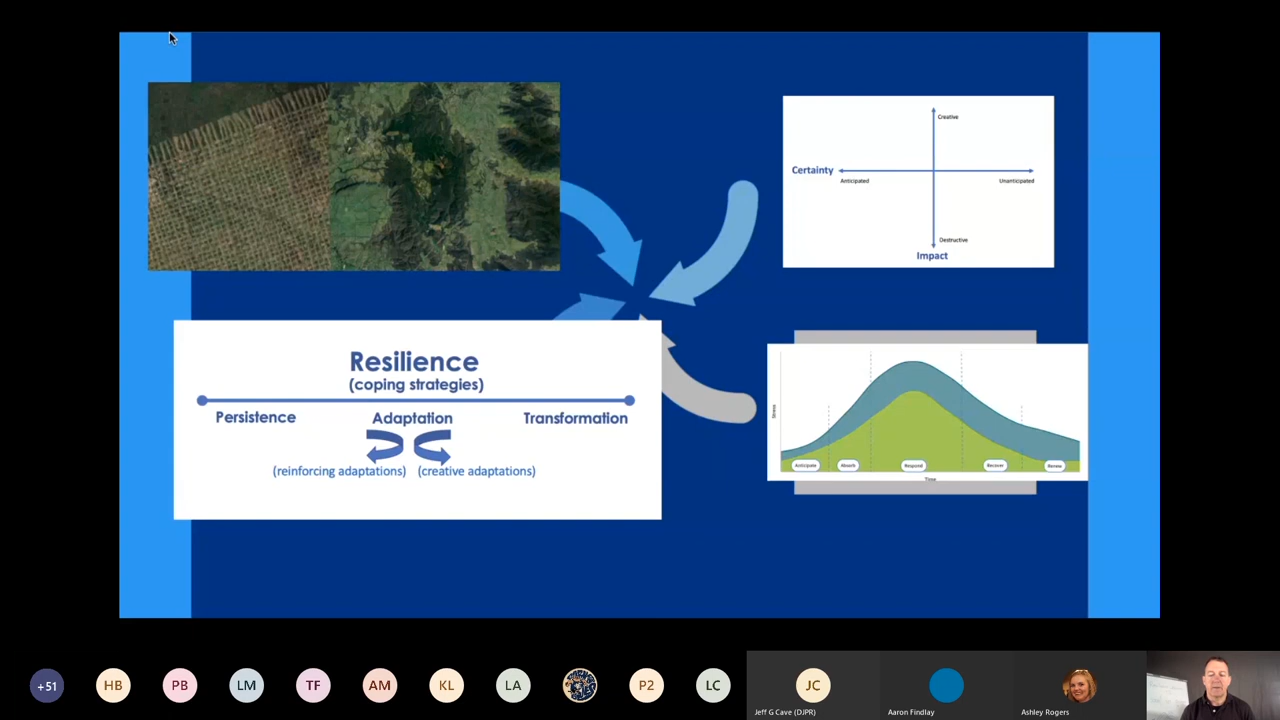 Creative
Certainty
Anticipated
Unanticipated
Destructive
Impact
Resilience
(coping strategies)
Persistence Adaptation Transformation
(reinforcing adaptations) (creative adaptations)
Stress
Anticipate Absorb Respond Recover Renew
Time
+51 HB PB LM TF AM KL LA P2 LC JC
Jeff G Cave (DJPR) Aaron Findlay Ashley Rogers